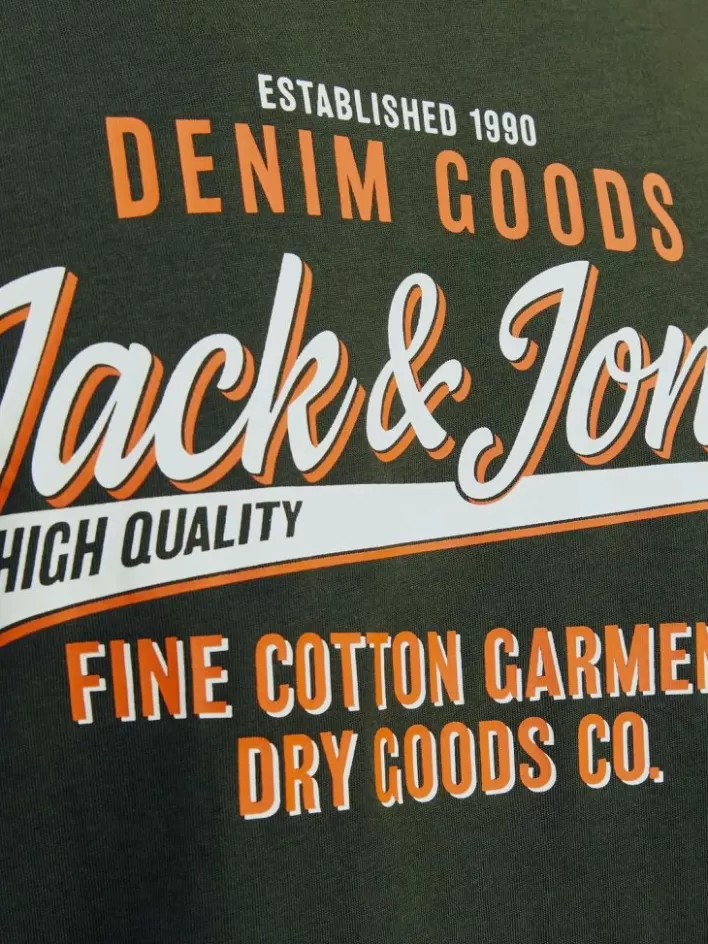 ESTABLISHED 1990
DENIM GOODS
Jack & Jon
HIGH QUALITY
FINE COTTON GARMEN
DRY GOODS CO.